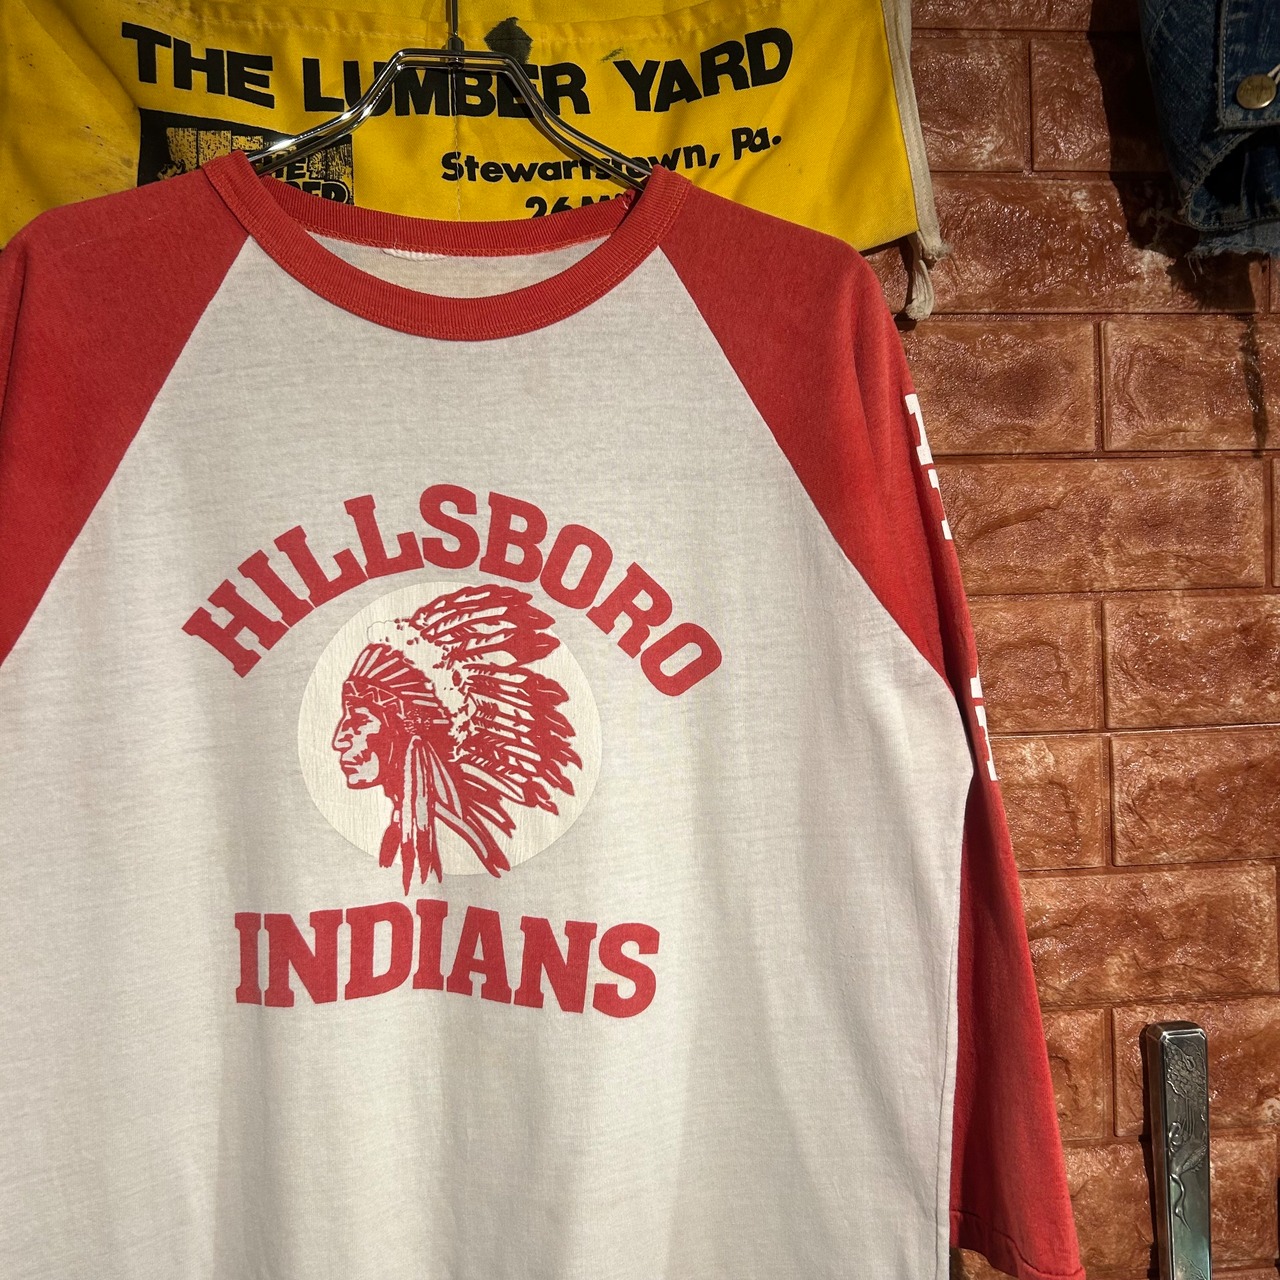 THE LUMBER YARD
Stewartstown, Pa.
HILLSBORO
INDIANS